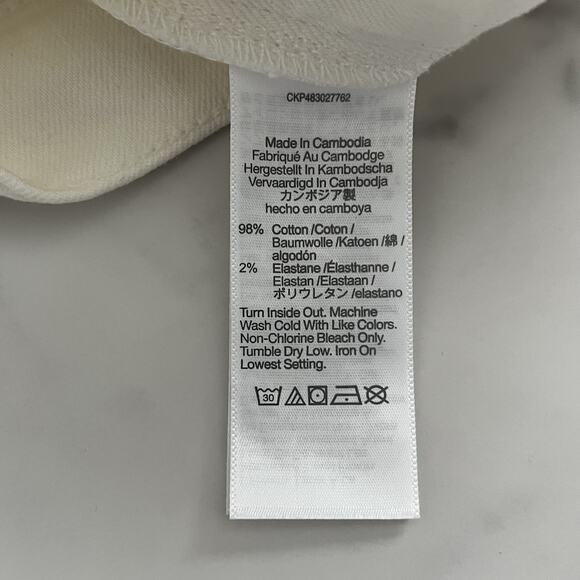 CKP483027762
Made In Cambodia
Fabriqué Au Cambodge
Hergestellt In Kambodscha
Vervaardigd In Cambodja
カンボジア製
hecho en camboya
98% Cotton /Coton /
Baumwolle /Katoen /綿 /
algodón
2% Elastane /Élasthanne /
Elastan /Elastaan /
ポリウレタン /elastano
Turn Inside Out. Machine
Wash Cold With Like Colors.
Non-Chlorine Bleach Only.
Tumble Dry Low. Iron On
Lowest Setting.
30